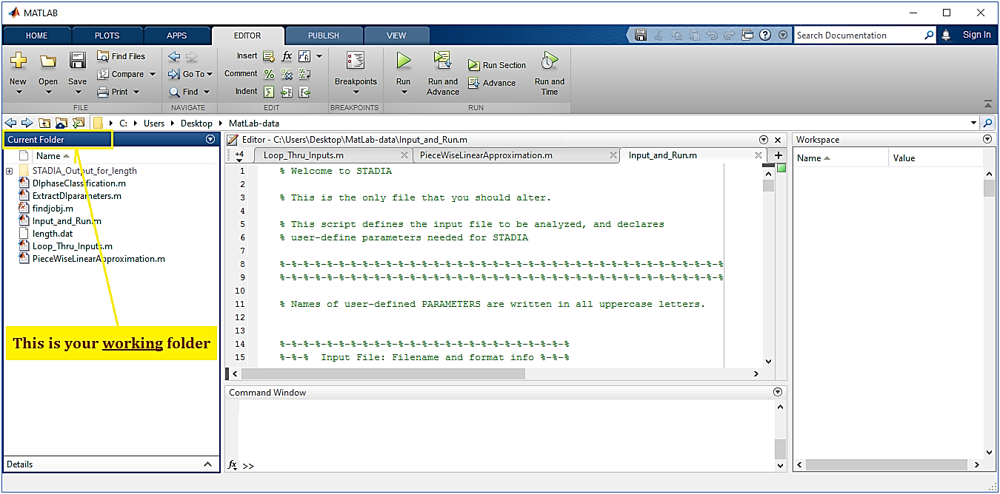 MATLAB
HOME PLOTS APPS EDITOR PUBLISH VIEW Search Documentation Sign In
New Open Save Find Files Compare Print
Go To Find
Insert fx Comment % Indent
Breakpoints
Run Run and Advance Run Section Advance Run and Time
FILE NAVIGATE EDIT BREAKPOINTS RUN
C: Users Desktop MatLab-data
Current Folder
Name
STADIA_Output_for_length
DIphaseClassification.m
ExtractDIparameters.m
findjobj.m
Input_and_Run.m
length.dat
Loop_Thru_Inputs.m
PieceWiseLinearApproximation.m
This is your working folder
Details
Editor - C:\Users\Desktop\MatLab-data\Input_and_Run.m
+4 Loop_Thru_Inputs.m PieceWiseLinearApproximation.m Input_and_Run.m
1 % Welcome to STADIA
2
3 % This is the only file that you should alter.
4
5 % This script defines the input file to be analyzed, and declares
6 % user-define parameters needed for STADIA
7
8 %-%-%-%-%-%-%-%-%-%-%-%-%-%-%-%-%-%-%-%-%-%-%-%-%-%-%-%-%-%-%-%-%-%-%-%-%-%
9 %-%-%-%-%-%-%-%-%-%-%-%-%-%-%-%-%-%-%-%-%-%-%-%-%-%-%-%-%-%-%-%-%-%-%-%-%-%
10
11 % Names of user-defined PARAMETERS are written in all uppercase letters.
12
13
14 %-%-%-%-%-%-%-%-%-%-%-%-%-%-%-%-%-%-%-%-%-%-%-%-%
15 %-%-% Input File: Filename and format info %-%-%
Command Window
fx >>
Workspace
Name Value